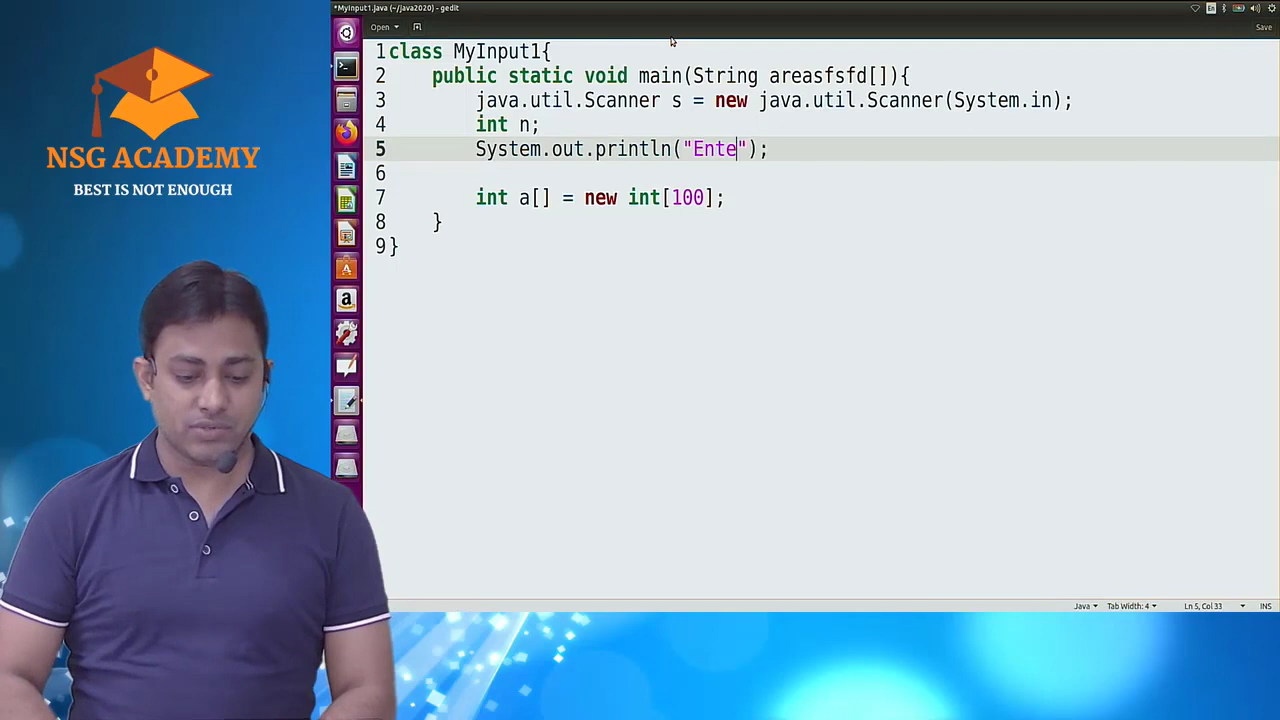 *MyInput1.java (~/java2020) - gedit
En
Open
Save
1class MyInput1{
2    public static void main(String areasfsfd[]){
3        java.util.Scanner s = new java.util.Scanner(System.in);
4        int n;
5        System.out.println("Ente");
6
7        int a[] = new int[100];
8    }
9}
NSG ACADEMY
BEST IS NOT ENOUGH
Java
Tab Width: 4
Ln 5, Col 33
INS